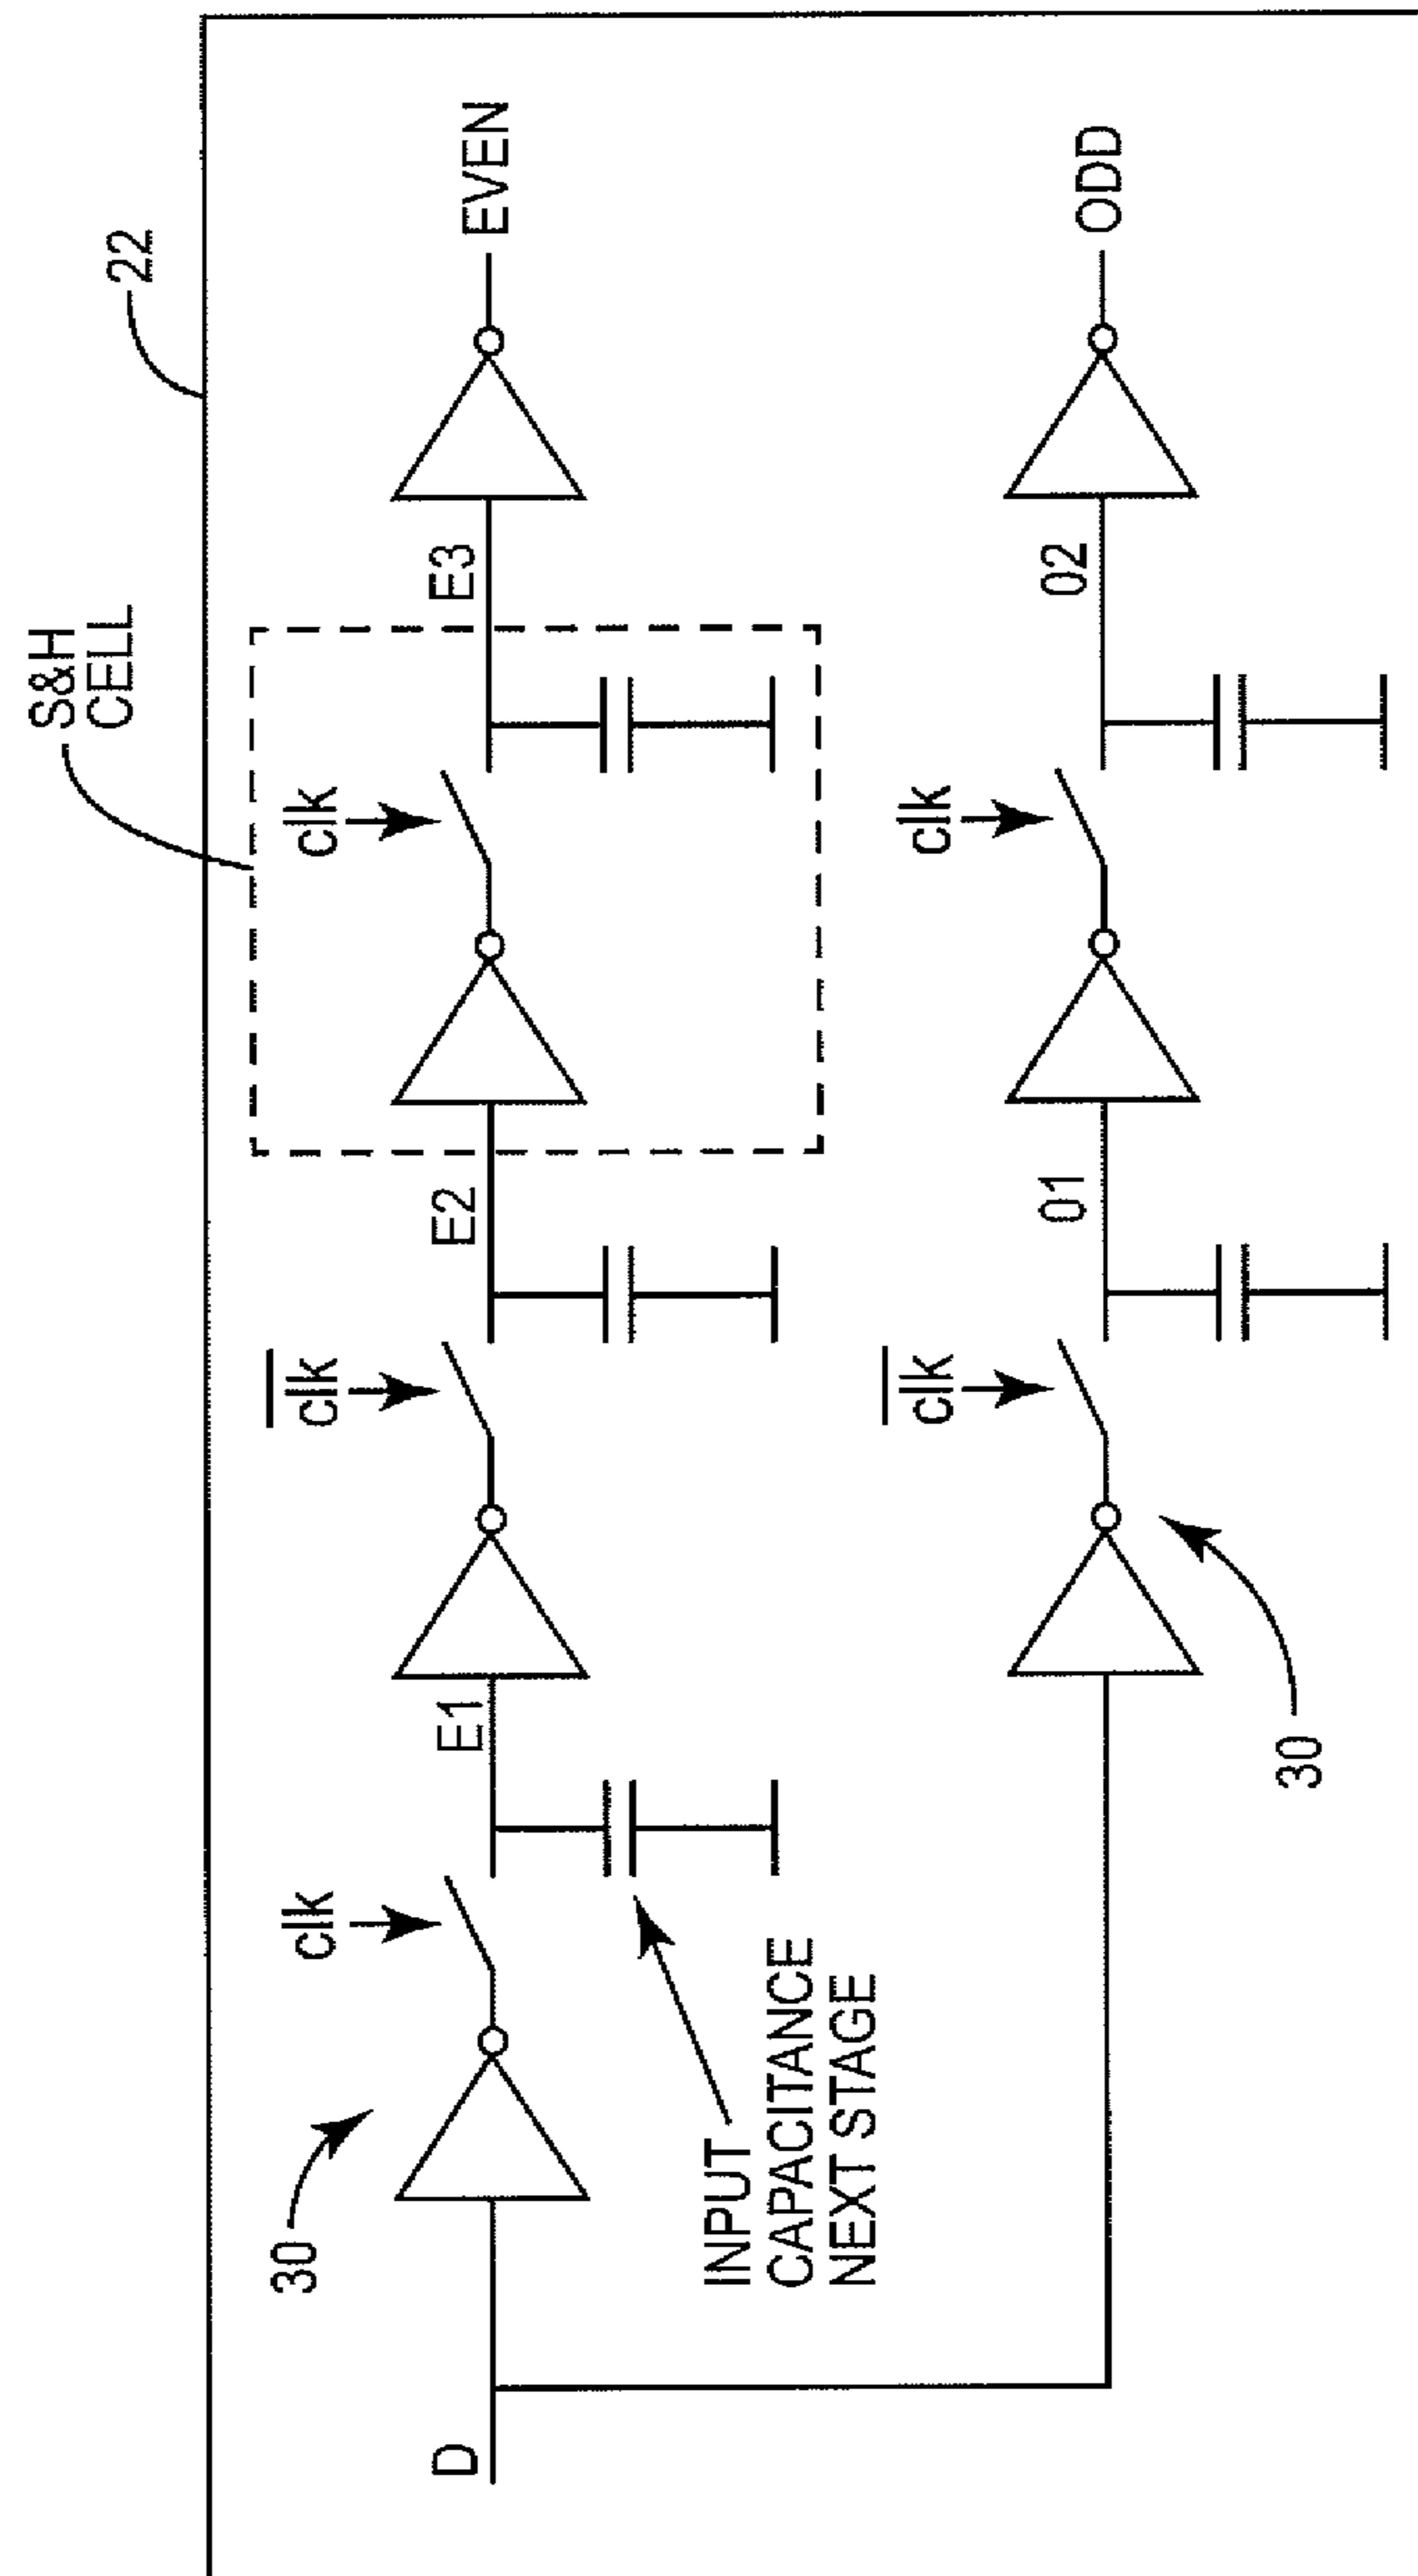 22
S&H
CELL
clk
clk
clk
E1
E2
E3
EVEN
30
D
INPUT
CAPACITANCE
NEXT STAGE
clk
clk
01
02
ODD
30